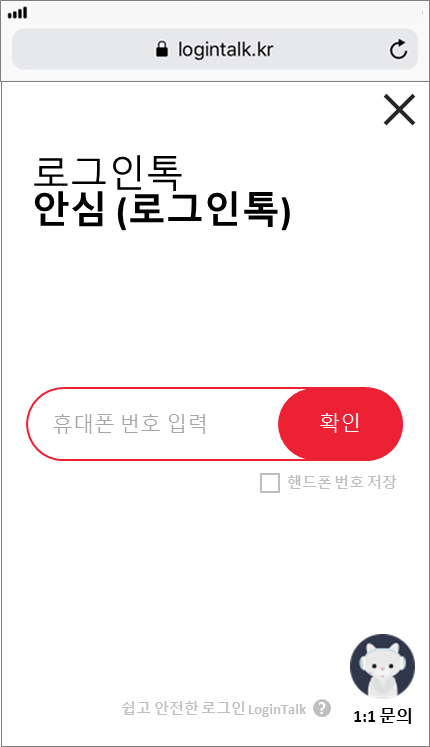 logintalk.kr
로그인톡
안심 (로그인톡)
휴대폰 번호 입력
확인
핸드폰 번호 저장
쉽고 안전한 로그인 LoginTalk ?
1:1 문의